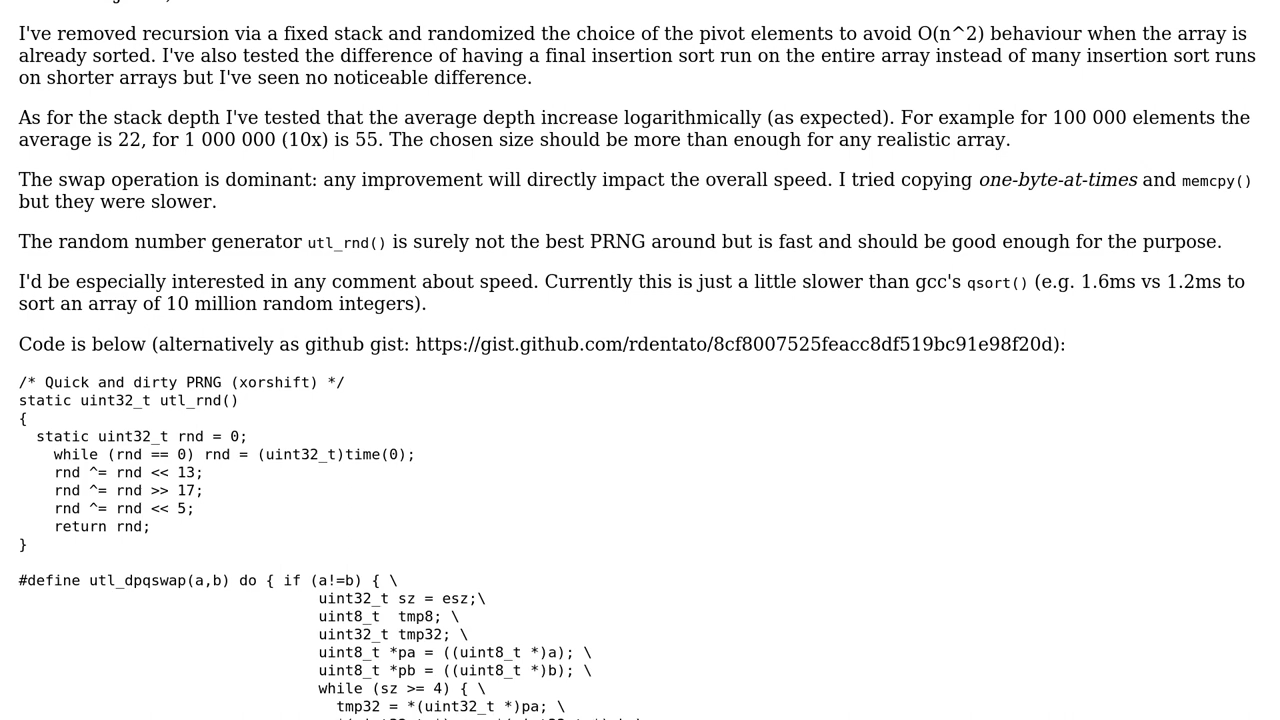 I've removed recursion via a fixed stack and randomized the choice of the pivot elements to avoid O(n^2) behaviour when the array is
already sorted. I've also tested the difference of having a final insertion sort run on the entire array instead of many insertion sort runs
on shorter arrays but I've seen no noticeable difference.
As for the stack depth I've tested that the average depth increase logarithmically (as expected). For example for 100 000 elements the
average is 22, for 1 000 000 (10x) is 55. The chosen size should be more than enough for any realistic array.
The swap operation is dominant: any improvement will directly impact the overall speed. I tried copying one-byte-at-times and memcpy()
but they were slower.
The random number generator utl_rnd() is surely not the best PRNG around but is fast and should be good enough for the purpose.
I'd be especially interested in any comment about speed. Currently this is just a little slower than gcc's qsort() (e.g. 1.6ms vs 1.2ms to
sort an array of 10 million random integers).
Code is below (alternatively as github gist: https://gist.github.com/rdentato/8cf8007525feacc8df519bc91e98f20d):
/* Quick and dirty PRNG (xorshift) */
static uint32_t utl_rnd()
{
  static uint32_t rnd = 0;
    while (rnd == 0) rnd = (uint32_t)time(0);
    rnd ^= rnd << 13;
    rnd ^= rnd >> 17;
    rnd ^= rnd << 5;
    return rnd;
}
#define utl_dpqswap(a,b) do { if (a!=b) { \
                                  uint32_t sz = esz;\
                                  uint8_t  tmp8; \
                                  uint32_t tmp32; \
                                  uint8_t *pa = ((uint8_t *)a); \
                                  uint8_t *pb = ((uint8_t *)b); \
                                  while (sz >= 4) { \
                                    tmp32 = *(uint32_t *)pa; \